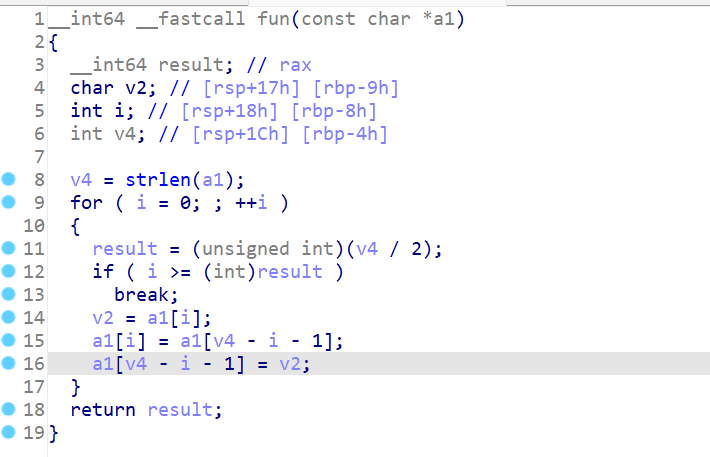 1 __int64 __fastcall fun(const char *a1)
2 {
3   __int64 result; // rax
4   char v2; // [rsp+17h] [rbp-9h]
5   int i; // [rsp+18h] [rbp-8h]
6   int v4; // [rsp+1Ch] [rbp-4h]
7
8   v4 = strlen(a1);
9   for ( i = 0; ; ++i )
10   {
11     result = (unsigned int)(v4 / 2);
12     if ( i >= (int)result )
13       break;
14     v2 = a1[i];
15     a1[i] = a1[v4 - i - 1];
16     a1[v4 - i - 1] = v2;
17   }
18   return result;
19 }